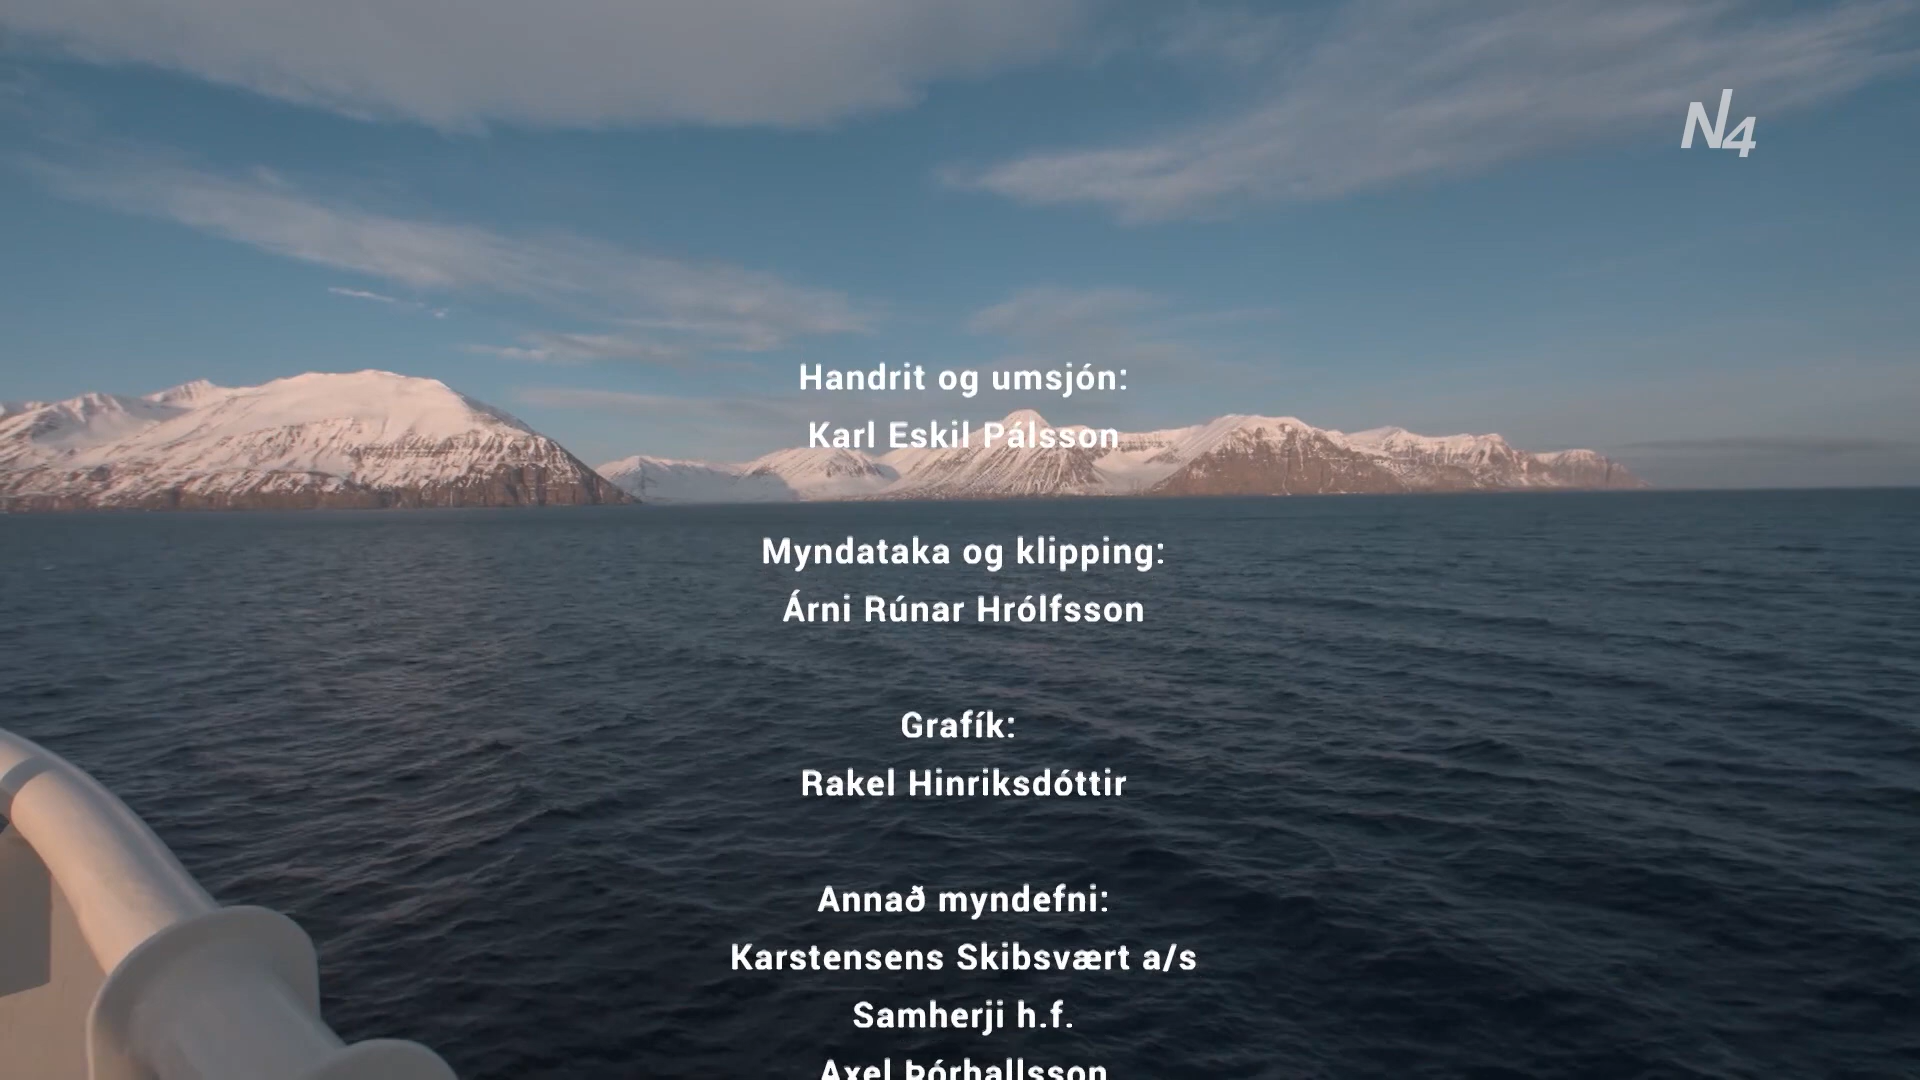 N4
Handrit og umsjón:
Karl Eskil Pálsson
Myndataka og klipping:
Árni Rúnar Hrólfsson
Grafík:
Rakel Hinriksdóttir
Annað myndefni:
Karstensens Skibsvært a/s
Samherji h.f.
Axel Þórhallsson